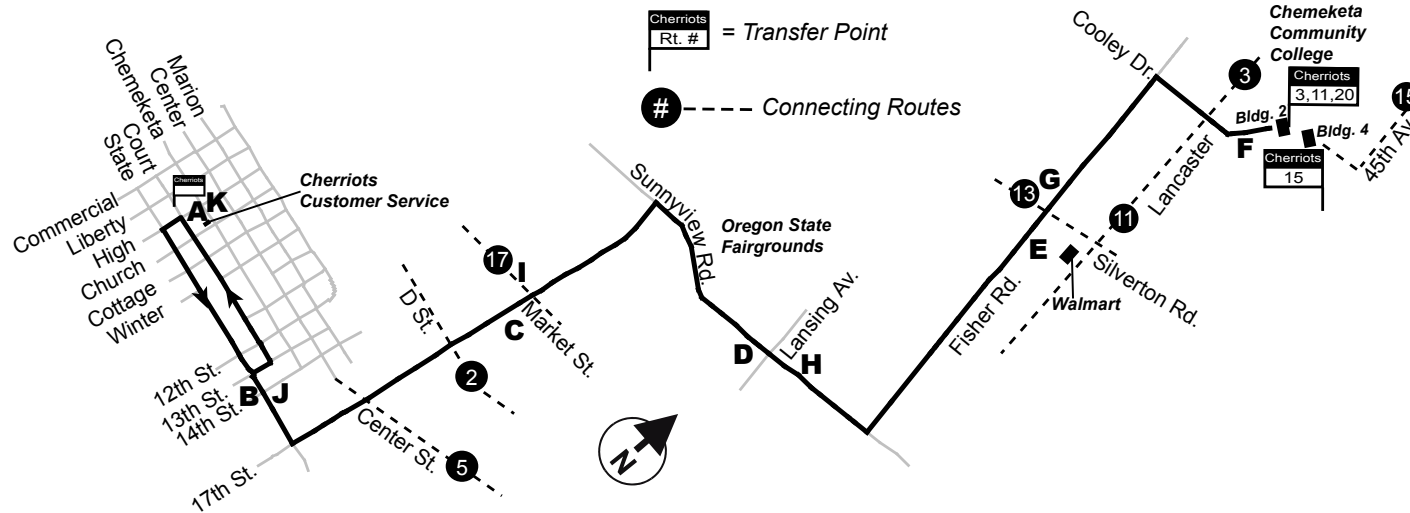 Cherriots
Rt. #
= Transfer Point
#
Connecting Routes
Marion
Center
Chemeketa
Court
State
Cherriots
A
K
Cherriots
Customer Service
Commercial
Liberty
High
Church
Cottage
Winter
12th St.
13th St.
14th St.
17th St.
B
J
Center St.
5
D St.
2
17
I
C
Market St.
Sunnyview Rd.
Oregon State
Fairgrounds
D
Lansing Av.
H
N
Fisher Rd.
E
G
13
Walmart
11
Silverton Rd.
Lancaster
3
Cooley Dr.
Chemeketa
Community
College
Cherriots
3,11,20
Bldg. 2
F
Bldg. 4
Cherriots
15
45th Av
15